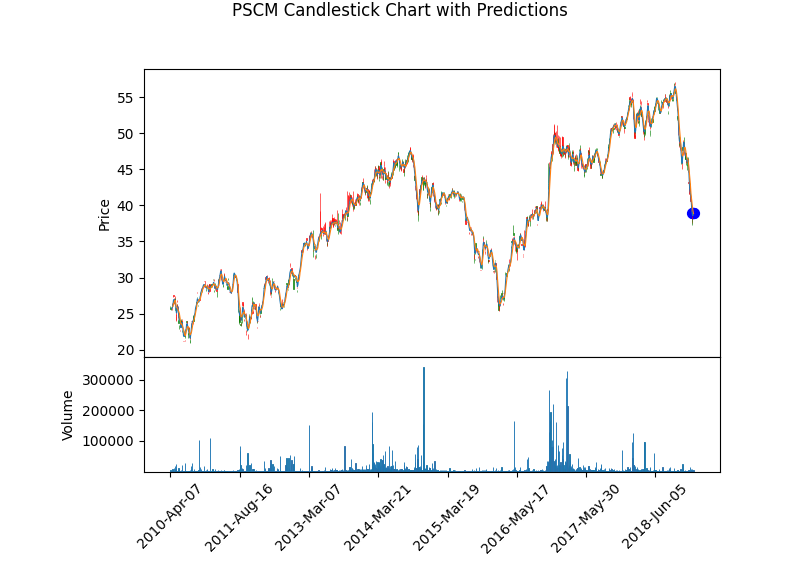 PSCM Candlestick Chart with Predictions
55
50
45
40
35
30
25
20
Price
300000
200000
100000
Volume
2010-Apr-07
2011-Aug-16
2013-Mar-07
2014-Mar-21
2015-Mar-19
2016-May-17
2017-May-30
2018-Jun-05